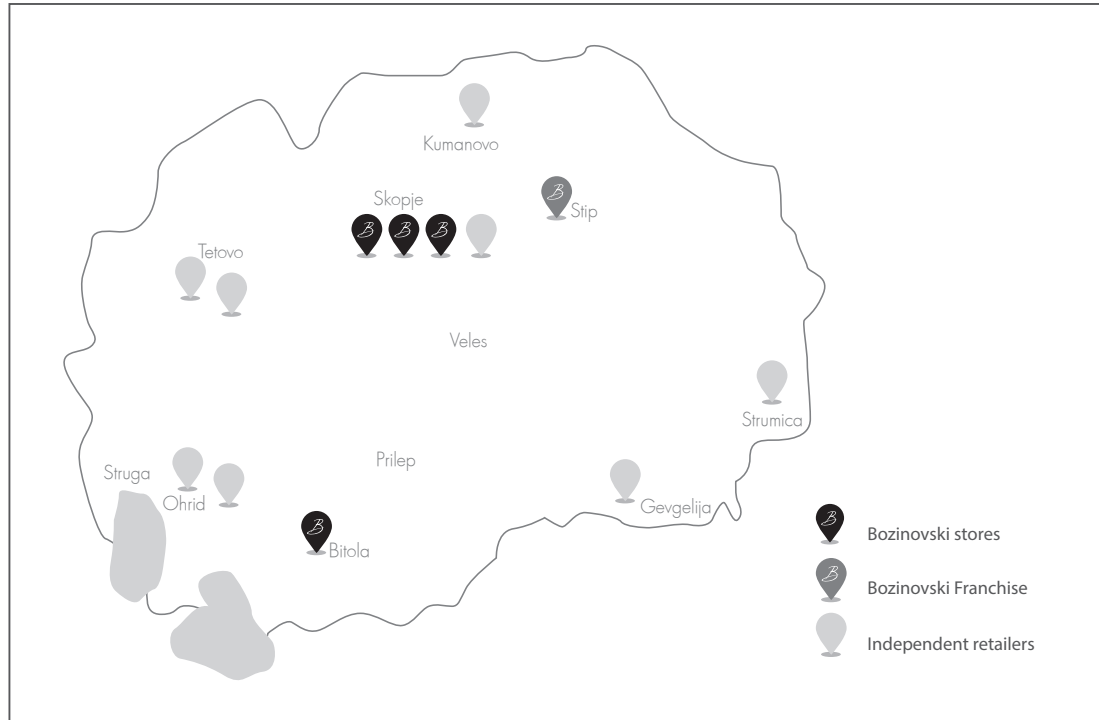 Kumanovo
Skopje
Stip
Tetovo
Veles
Strumica
Prilep
Struga
Ohrid
Gevgelija
Bitola
B
B
B
B
B
B Bozinovski stores
B Bozinovski Franchise
Independent retailers